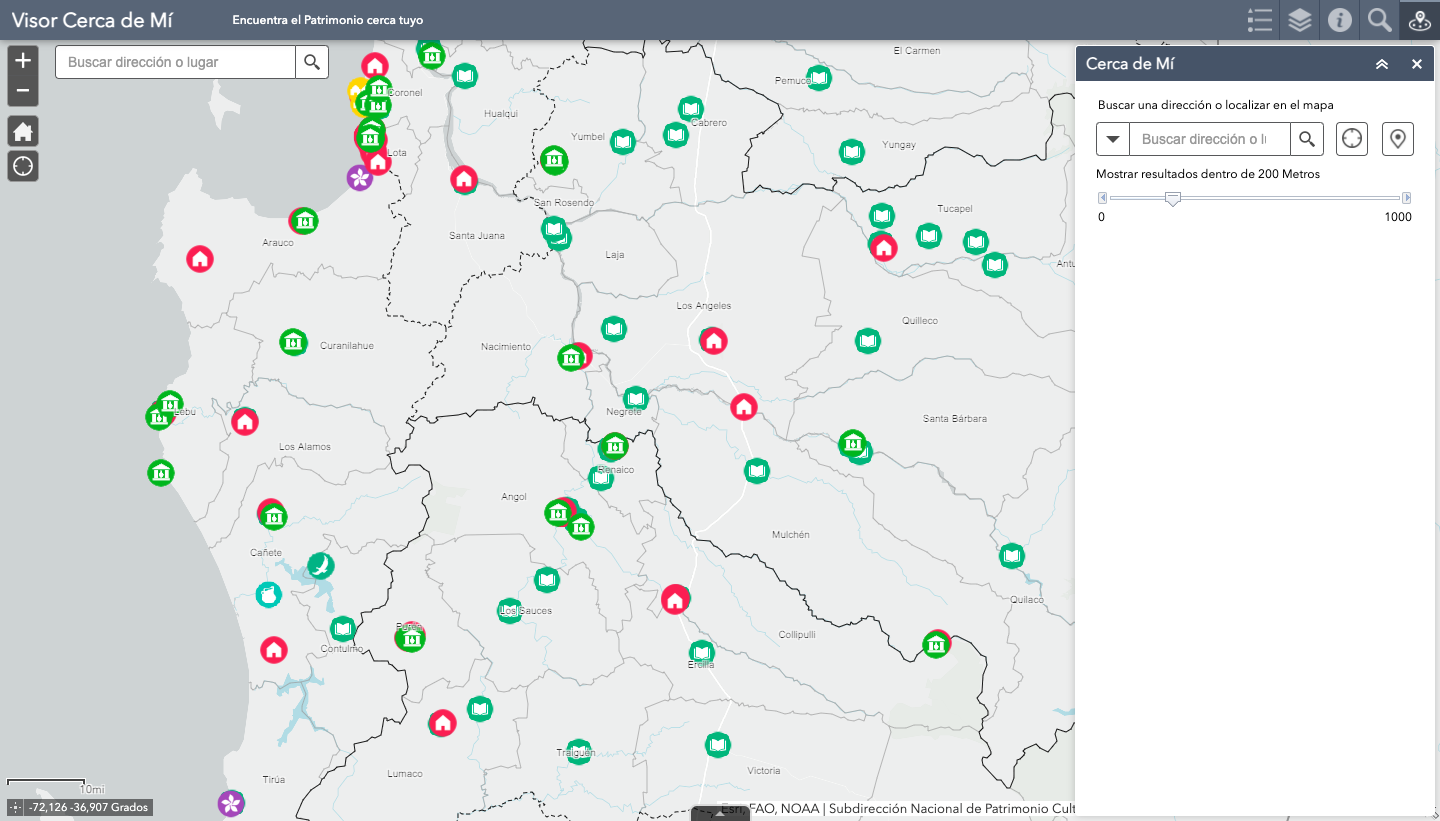 Visor Cerca de Mí
Encuentra el Patrimonio cerca tuyo
Buscar dirección o lugar
Cerca de Mí
Buscar una dirección o localizar en el mapa
Buscar dirección o lu
Mostrar resultados dentro de 200 Metros
0
1000
El Carmen
Pemuco
Coronel
Hualqui
Cabrero
Yumbel
Yungay
Lota
San Rosendo
Tucapel
Arauco
Santa Juana
Laja
Antu
Los Angeles
Quilleco
Curanilahue
Nacimiento
Lebu
Negrete
Santa Bárbara
Los Alamos
Renaico
Angol
Mulchén
Cañete
Quilaco
Los Sauces
Purén
Collipulli
Contulmo
Ercilla
Traiguén
Victoria
Lumaco
Tirúa
10mi
-72,126 -36,907 Grados
Esri, FAO, NOAA | Subdirección Nacional de Patrimonio Cult